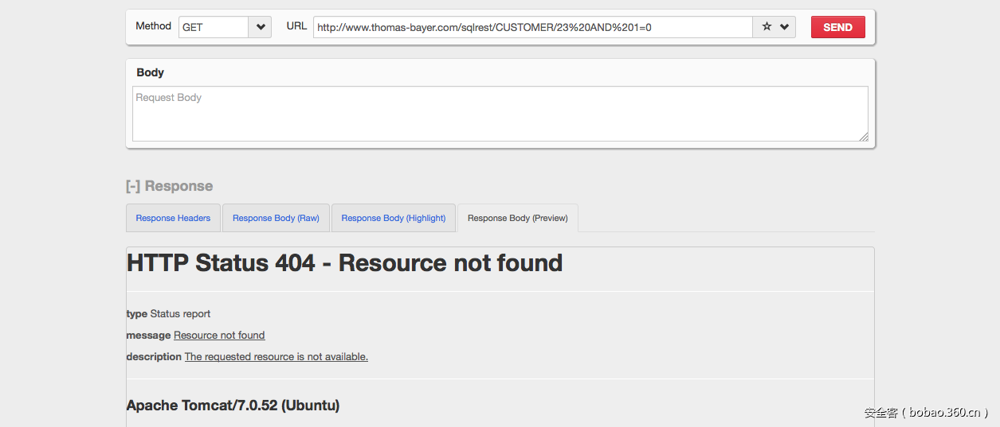 Method GET URL http://www.thomas-bayer.com/sqlrest/CUSTOMER/23%20AND%201=0 SEND
Body
Request Body
[-] Response
Response Headers Response Body (Raw) Response Body (Highlight) Response Body (Preview)
HTTP Status 404 - Resource not found
type Status report
message Resource not found
description The requested resource is not available.
Apache Tomcat/7.0.52 (Ubuntu)
安全客 ( bobao.360.cn )